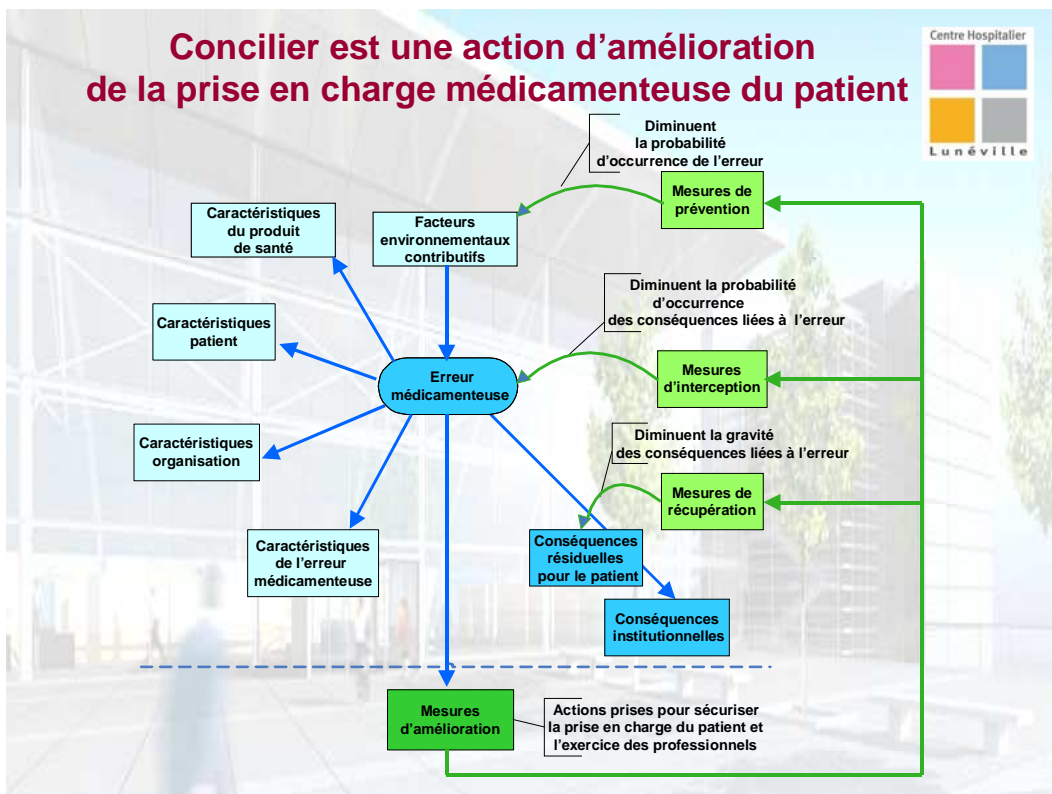 Concilier est une action d'amélioration
de la prise en charge médicamenteuse du patient
Centre Hospitalier
Lunéville
Diminuent
la probabilité
d'occurrence de l'erreur
Mesures de
prévention
Caractéristiques
du produit
de santé
Facteurs
environnementaux
contributifs
Diminuent la probabilité
d'occurrence
des conséquences liées à l'erreur
Caractéristiques
patient
Erreur
médicamenteuse
Mesures
d'interception
Caractéristiques
organisation
Diminuent la gravité
des conséquences liées à l'erreur
Mesures de
récupération
Caractéristiques
de l'erreur
médicamenteuse
Conséquences
résiduelles
pour le patient
Conséquences
institutionnelles
Mesures
d'amélioration
Actions prises pour sécuriser
la prise en charge du patient et
l'exercice des professionnels